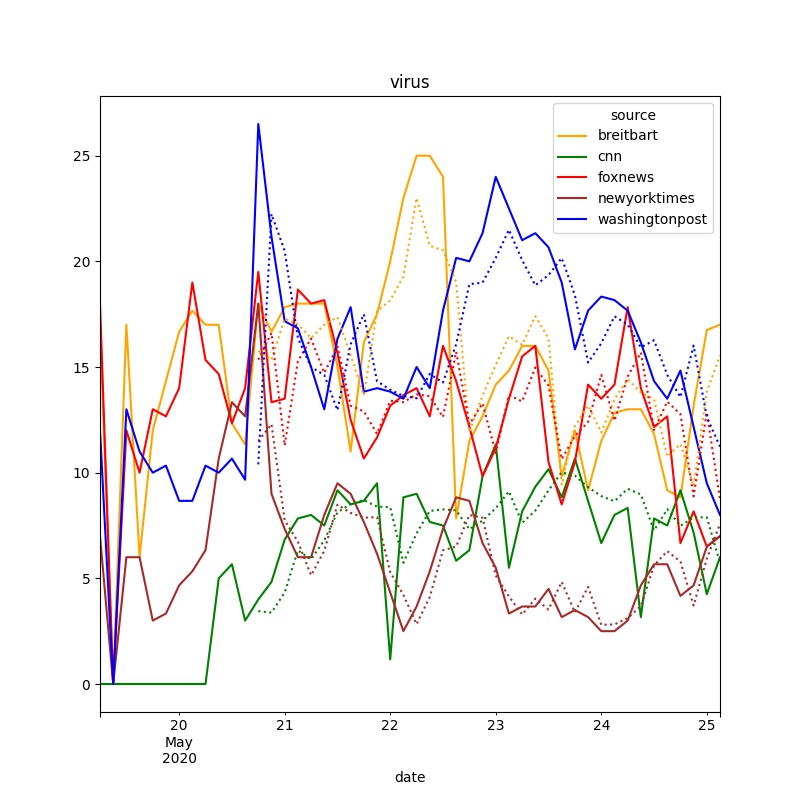 virus
source
breitbart
cnn
foxnews
newyorktimes
washingtonpost
25
20
15
10
5
0
20 21 22 23 24 25
May
2020
date